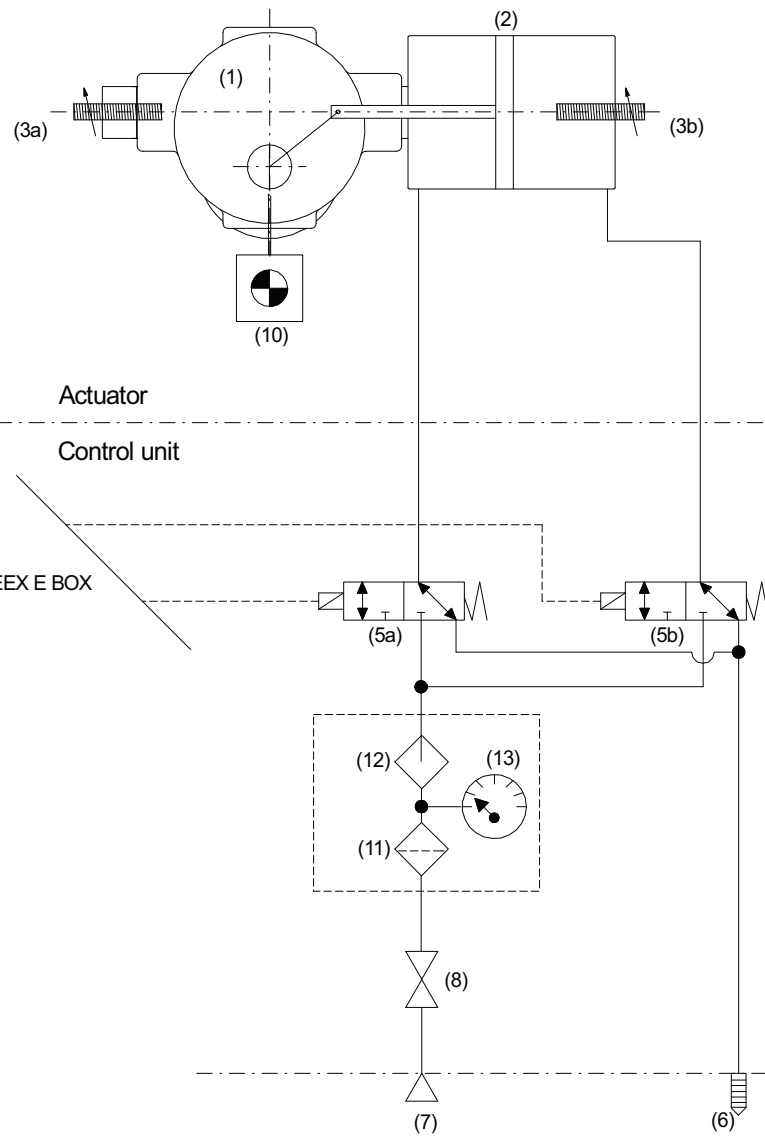 (2)
(1)
(3a)
(3b)
(10)
Actuator
Control unit
EEX E BOX
(5a)
(5b)
(12)
(13)
(11)
(8)
(7)
(6)